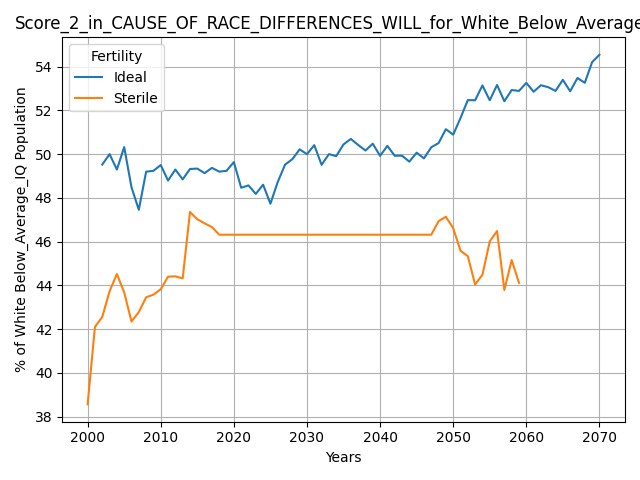 Score_2_in_CAUSE_OF_RACE_DIFFERENCES_WILL_for_White_Below_Average
Fertility
Ideal
Sterile
% of White Below_Average_IQ Population
54
52
50
48
46
44
42
40
38
2000 2010 2020 2030 2040 2050 2060 2070
Years